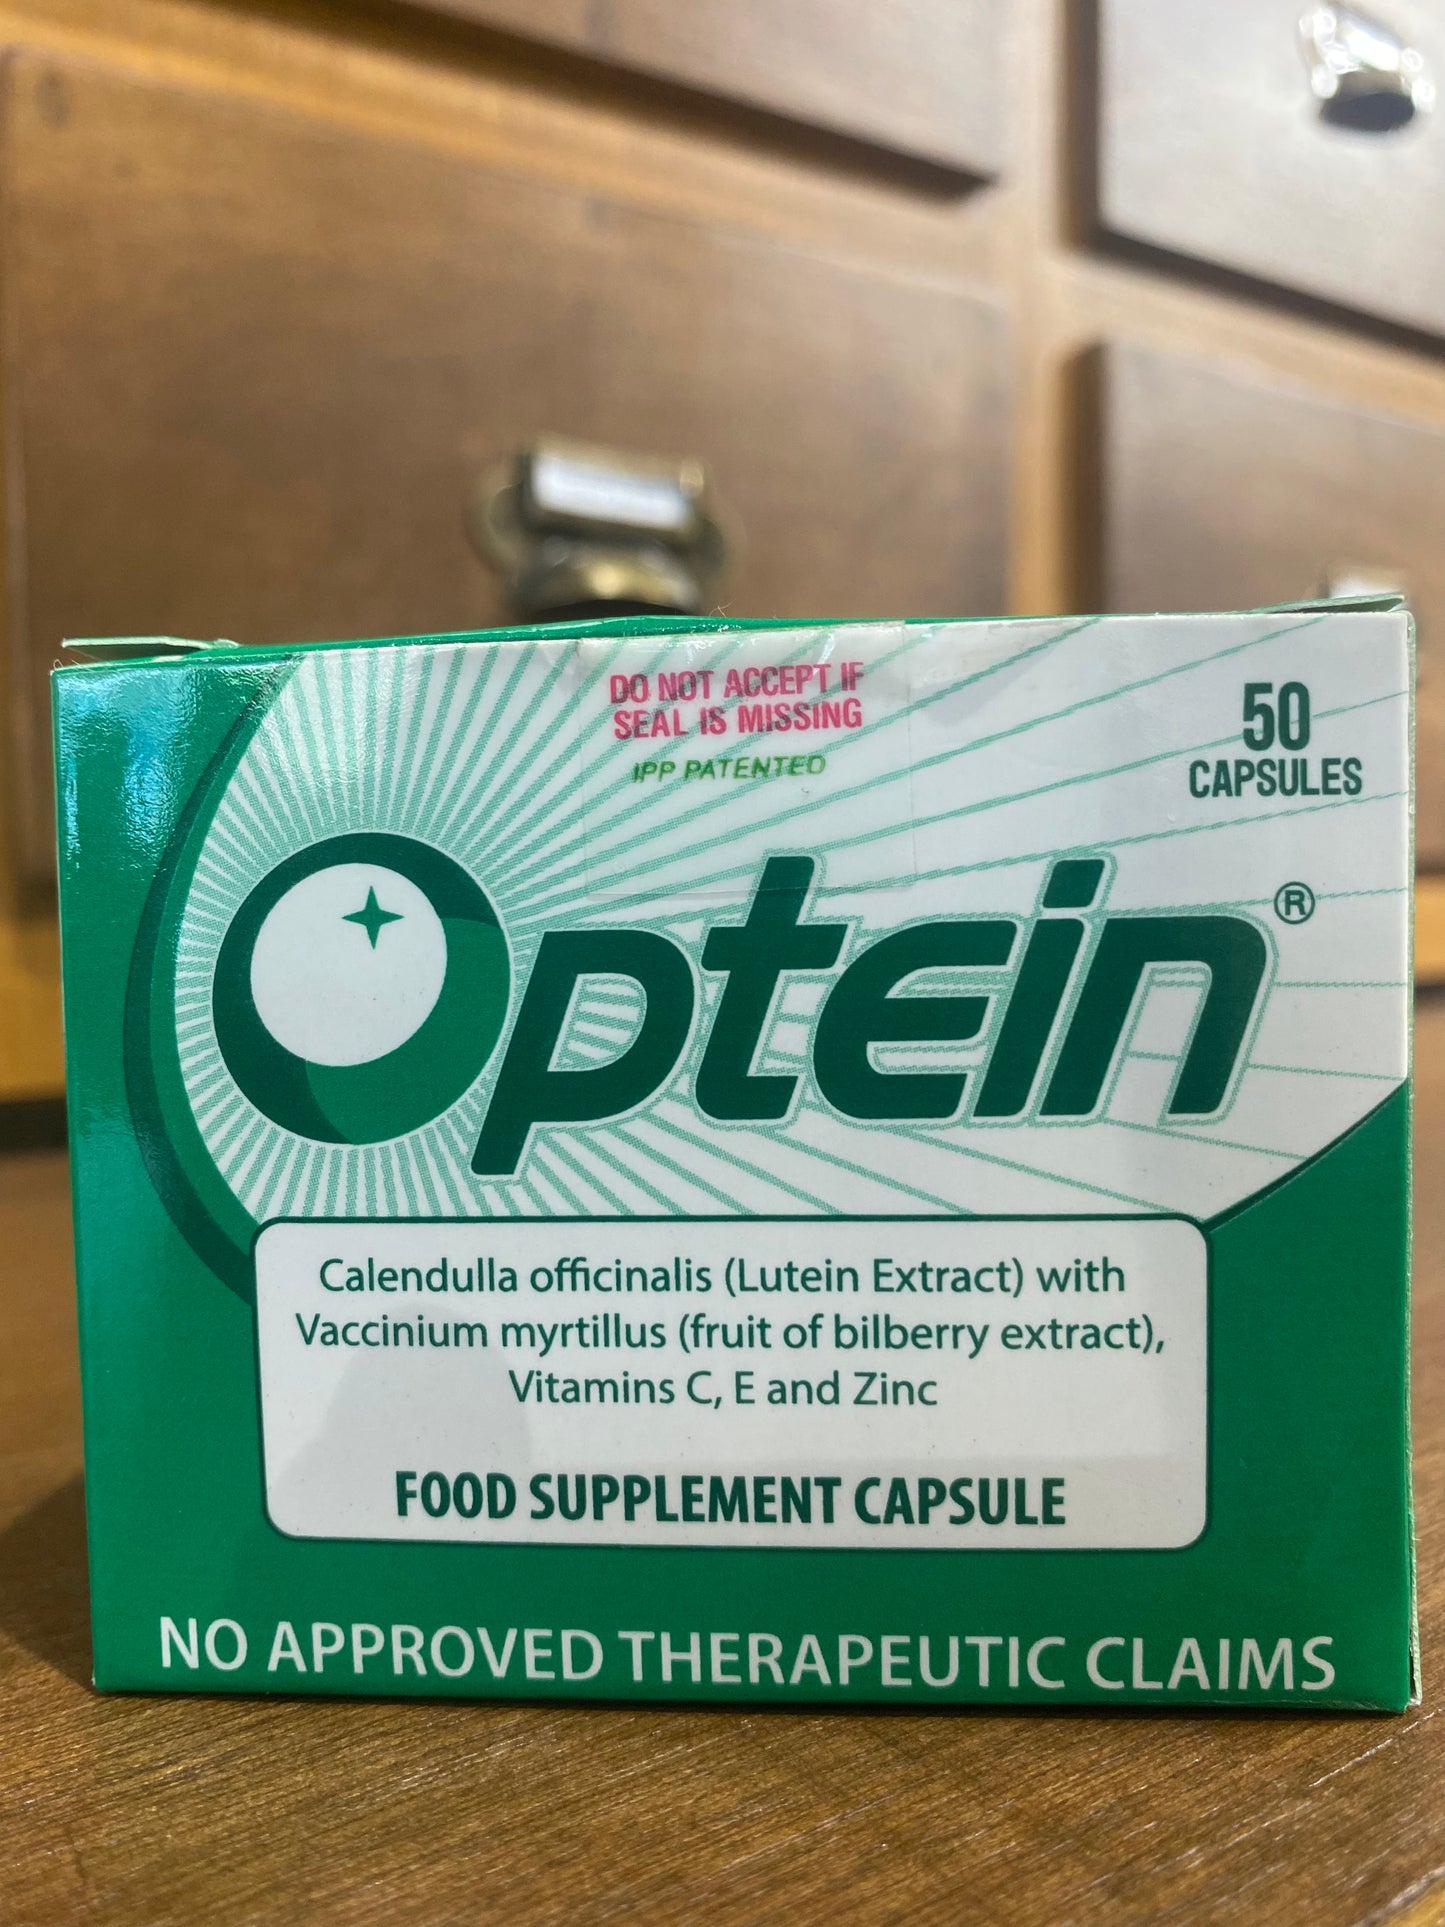 DO NOT ACCEPT IF
SEAL IS MISSING
IPP PATENTED
50
CAPSULES
Optein®
Calendulla officinalis (Lutein Extract) with
Vaccinium myrtillus (fruit of bilberry extract),
Vitamins C, E and Zinc
FOOD SUPPLEMENT CAPSULE
NO APPROVED THERAPEUTIC CLAIMS